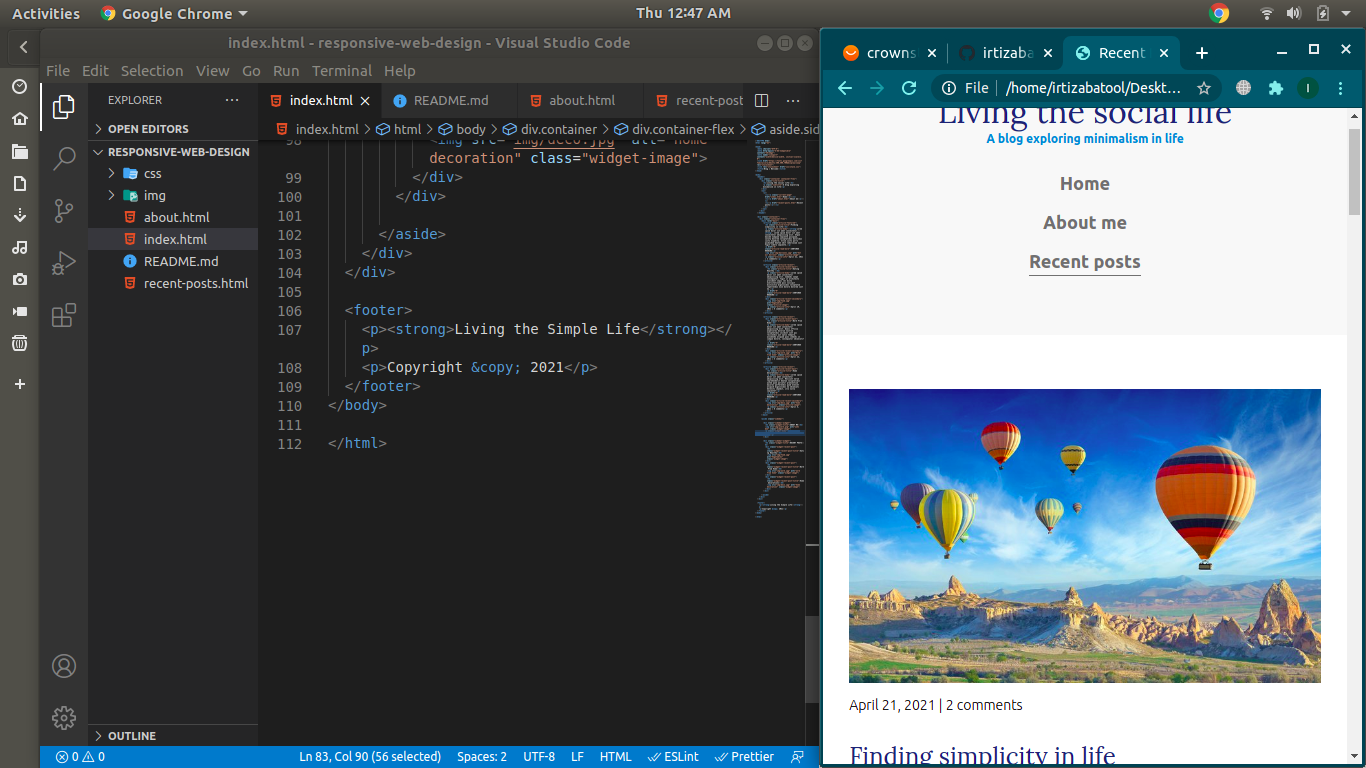 Activities
Google Chrome
Thu 12:47 AM
index.html - responsive-web-design - Visual Studio Code
File Edit Selection View Go Run Terminal Help
EXPLORER
OPEN EDITORS
RESPONSIVE-WEB-DESIGN
css
img
about.html
index.html
README.md
recent-posts.html
OUTLINE
index.html
README.md
about.html
recent-post
index.html > html > body > div.container > div.container-flex > aside.sid
98 <img src="img/deco.jpg" alt="home
decoration" class="widget-image">
99 </div>
100 </div>
101
102 </aside>
103 </div>
104 </div>
105
106 <footer>
107 <p><strong>Living the Simple Life</strong></
p>
108 <p>Copyright &copy; 2021</p>
109 </footer>
110 </body>
111
112 </html>
0 0
Ln 83, Col 90 (56 selected)
Spaces: 2
UTF-8
LF
HTML
ESLint
Prettier
crowns
irtizaba
Recent
File | /home/irtizabatool/Deskt...
I
Living the social life
A blog exploring minimalism in life
Home
About me
Recent posts
April 21, 2021 | 2 comments
Finding simplicity in life